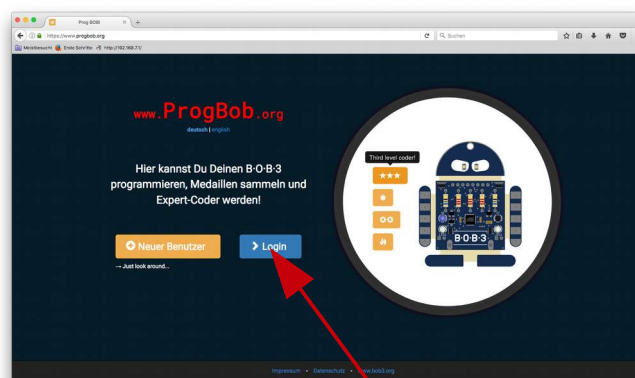 Prog BOB
https://www.progbob.org
Suchen
Meistbesucht Erste Schritte http://192.168.7.1/
www.ProgBob.org
deutsch | english
Hier kannst Du Deinen B·O·B·3
programmieren, Medaillen sammeln und
Expert-Coder werden!
Neuer Benutzer
Login
→ Just look around...
Third level coder!
B·O·B·3
Impressum • Datenschutz • www.bob3.org